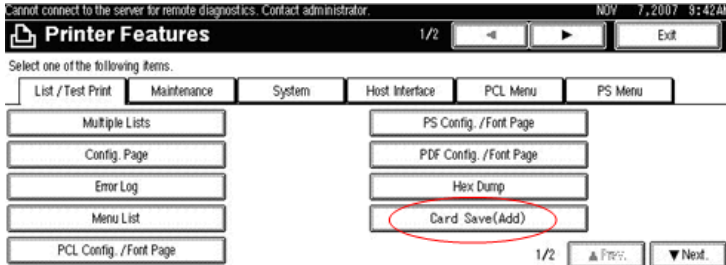 Cannot connect to the server for remote diagnostics. Contact administrator. NOV 7,2007 9:42AM
Printer Features 1/2 ◄ ► Exit
Select one of the following items.
List / Test Print Maintenance System Host Interface PCL Menu PS Menu
Multiple Lists PS Config. / Font Page
Config. Page PDF Config. / Font Page
Error Log Hex Dump
Menu List Card Save(Add)
PCL Config. / Font Page 1/2 ▲ Prev. ▼ Next.